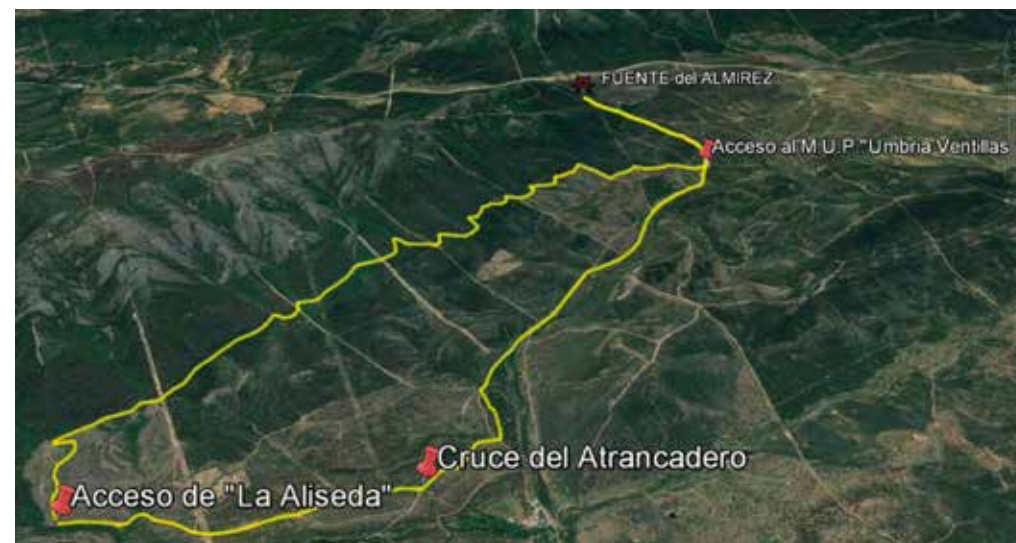 FUENTE del ALMIREZ
Acceso al M.U.P."Umbria Ventillas
Cruce del Atrancadero
Acceso de "La Aliseda"